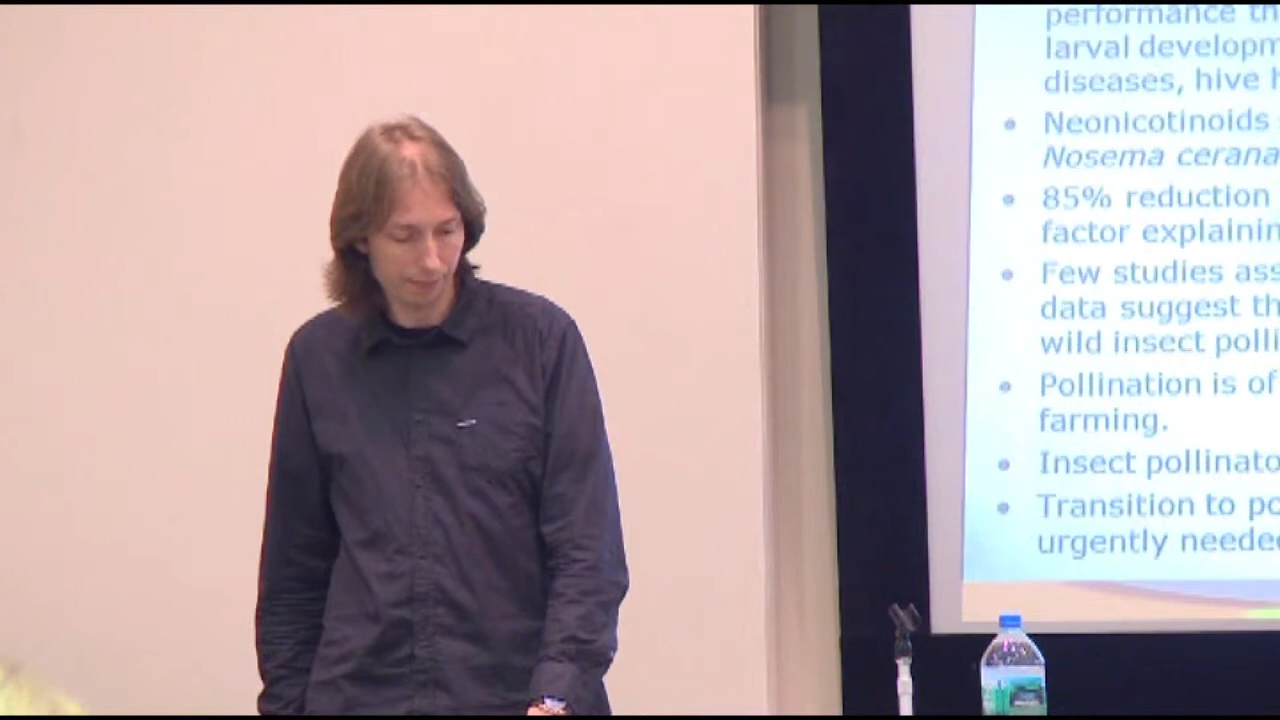 performance th
larval developm
diseases, hive h
Neonicotinoids
Nosema cerana
85% reduction
factor explainin
Few studies ass
data suggest th
wild insect polli
Pollination is of
farming.
Insect pollinato
Transition to po
urgently neede